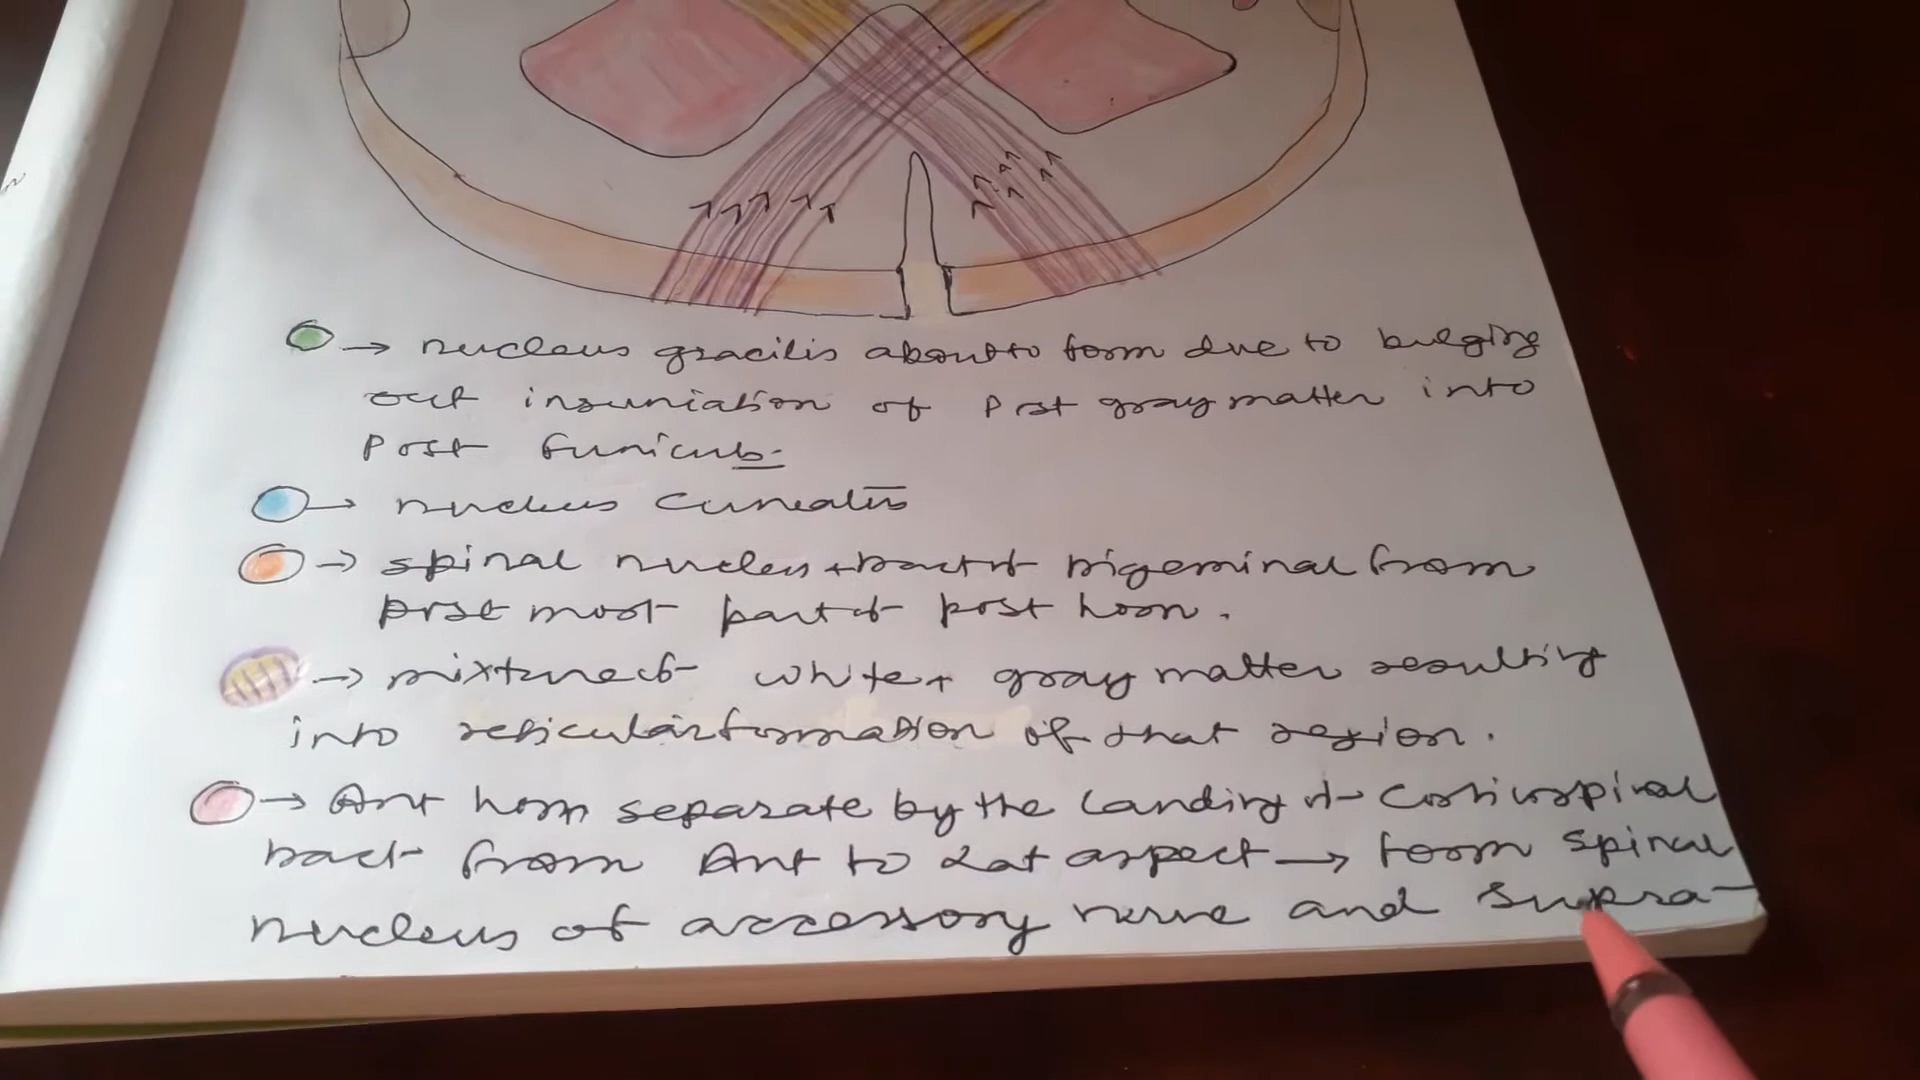 → nucleus gracilis about to form due to bulging
out insuniation of Post gray matter into
Post funiculs.
→ nucleus Cuneatus
→ spinal nucleus + tract of trigeminal from
post most part of post horn.
→ mixture of white + gray matter resulting
into reticular formation of that region.
→ Ant horn separate by the Landing of Corticospinal
tract from Ant to Lat aspect → form spinal
nucleus of accessory nerve and Supra-